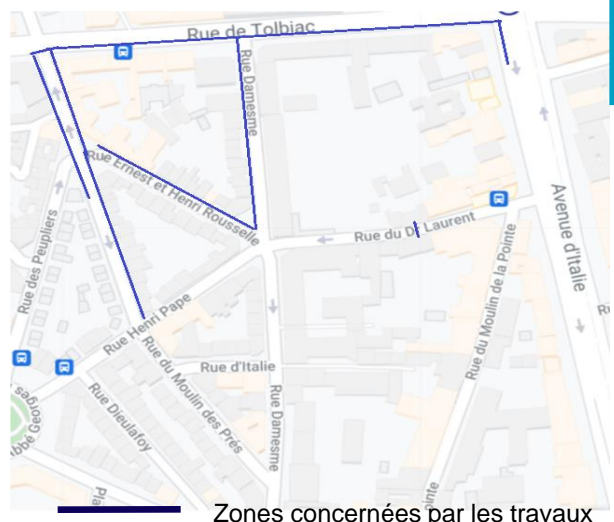 Rue de Tolbiac
Rue Damesme
Rue Ernest et Henri Rousselle
Rue du Dr Laurent
Avenue d'Italie
Rue des Peupliers
Rue du Moulin de la Pointe
Rue Henri Pape
Rue du Moulin des Prés
Rue d'Italie
Rue Damesme
Rue Dieulafoy
Abbé Georges
Zones concernées par les travaux